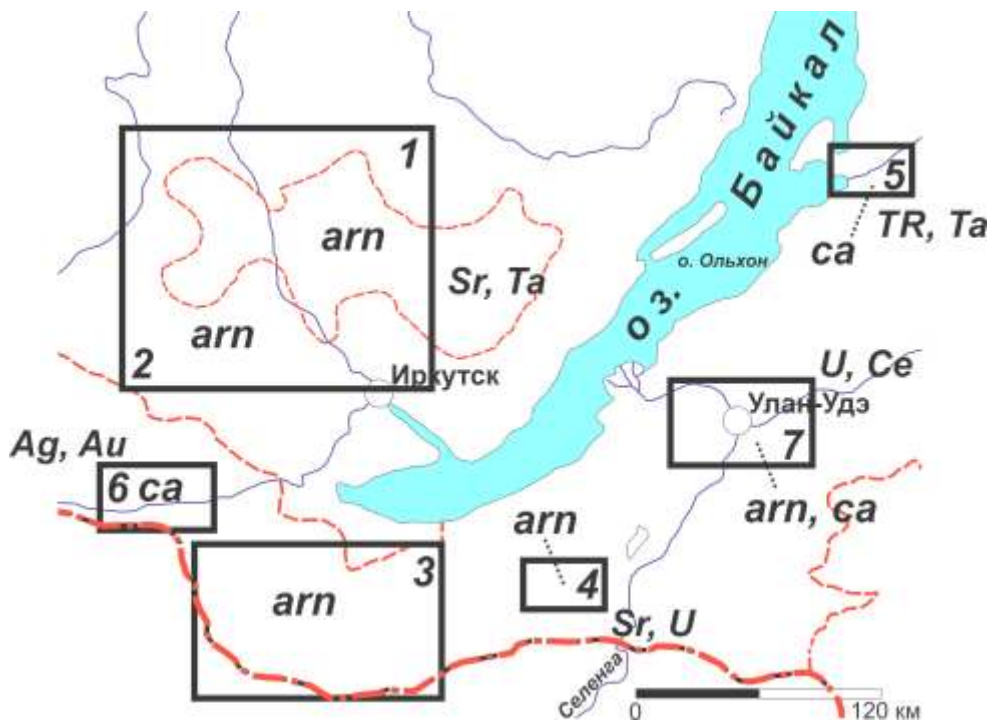 Байкал
оз.
1
arn
5
TR, Ta
ca
о. Ольхон
Sr, Ta
arn
2
Иркутск
U, Ce
Улан-Удэ
Ag, Au
7
6 ca
arn, ca
arn
3
4
arn
Sr, U
Селенга
0
120 км